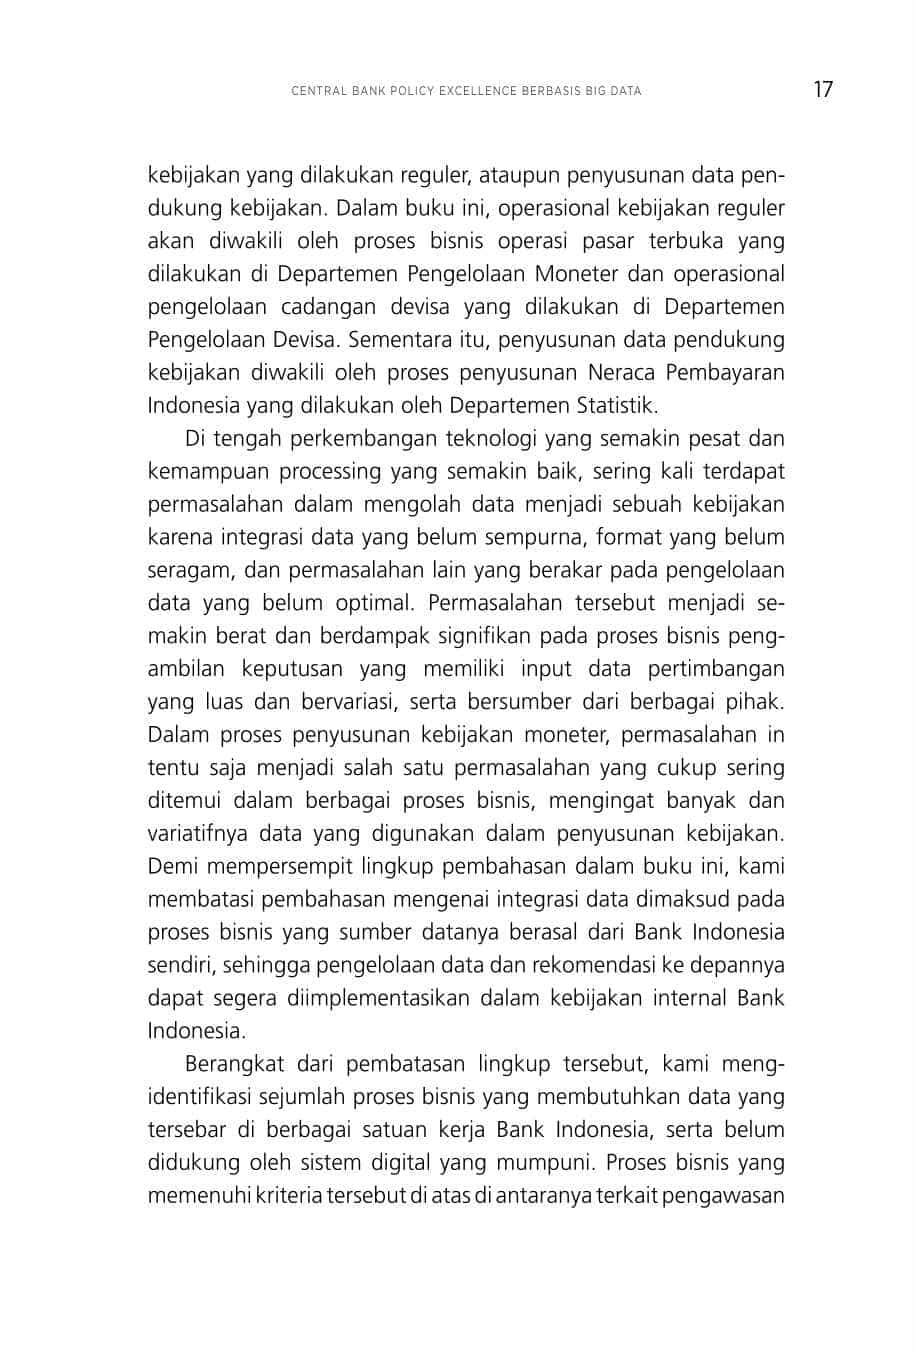 CENTRAL BANK POLICY EXCELLENCE BERBASIS BIG DATA 17
kebijakan yang dilakukan reguler, ataupun penyusunan data pen-
dukung kebijakan. Dalam buku ini, operasional kebijakan reguler
akan diwakili oleh proses bisnis operasi pasar terbuka yang
dilakukan di Departemen Pengelolaan Moneter dan operasional
pengelolaan cadangan devisa yang dilakukan di Departemen
Pengelolaan Devisa. Sementara itu, penyusunan data pendukung
kebijakan diwakili oleh proses penyusunan Neraca Pembayaran
Indonesia yang dilakukan oleh Departemen Statistik.
Di tengah perkembangan teknologi yang semakin pesat dan
kemampuan processing yang semakin baik, sering kali terdapat
permasalahan dalam mengolah data menjadi sebuah kebijakan
karena integrasi data yang belum sempurna, format yang belum
seragam, dan permasalahan lain yang berakar pada pengelolaan
data yang belum optimal. Permasalahan tersebut menjadi se-
makin berat dan berdampak signifikan pada proses bisnis peng-
ambilan keputusan yang memiliki input data pertimbangan
yang luas dan bervariasi, serta bersumber dari berbagai pihak.
Dalam proses penyusunan kebijakan moneter, permasalahan in
tentu saja menjadi salah satu permasalahan yang cukup sering
ditemui dalam berbagai proses bisnis, mengingat banyak dan
variatifnya data yang digunakan dalam penyusunan kebijakan.
Demi mempersempit lingkup pembahasan dalam buku ini, kami
membatasi pembahasan mengenai integrasi data dimaksud pada
proses bisnis yang sumber datanya berasal dari Bank Indonesia
sendiri, sehingga pengelolaan data dan rekomendasi ke depannya
dapat segera diimplementasikan dalam kebijakan internal Bank
Indonesia.
Berangkat dari pembatasan lingkup tersebut, kami meng-
identifikasi sejumlah proses bisnis yang membutuhkan data yang
tersebar di berbagai satuan kerja Bank Indonesia, serta belum
didukung oleh sistem digital yang mumpuni. Proses bisnis yang
memenuhi kriteria tersebut di atas di antaranya terkait pengawasan